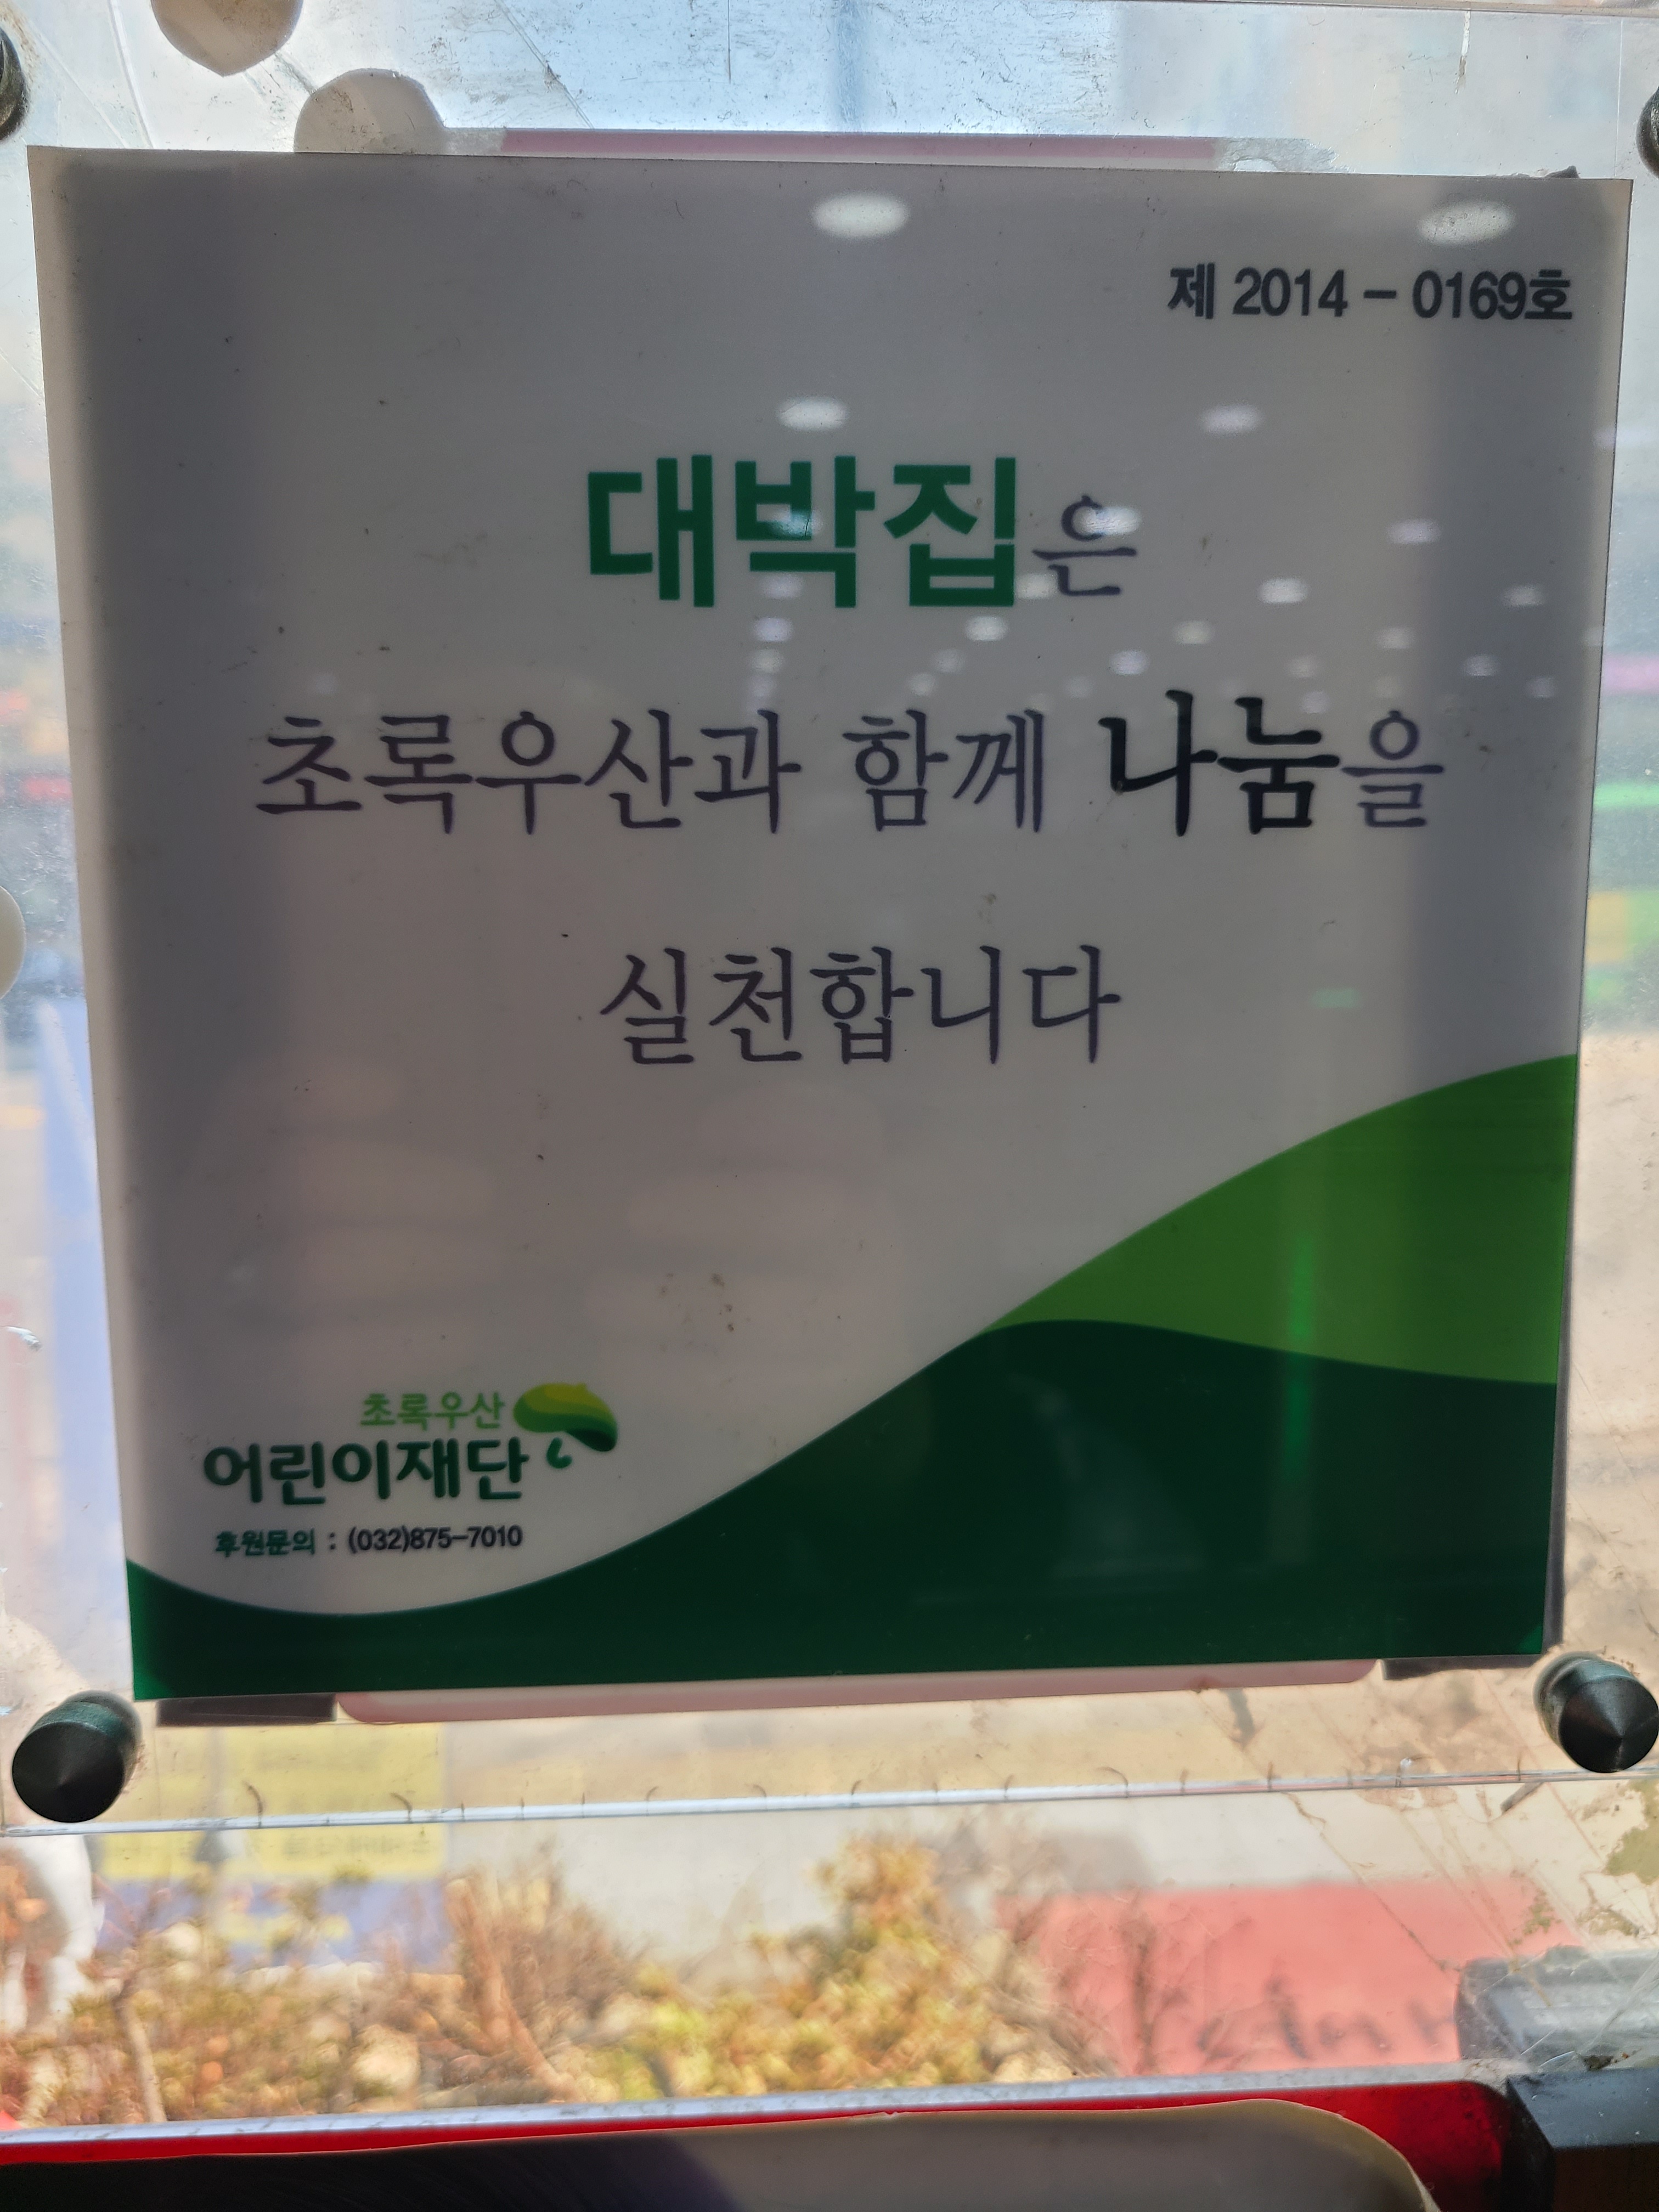 제 2014 - 0169호
대박집은
초록우산과 함께 나눔을
실천합니다
초록우산
어린이재단
후원문의 : (032)875-7010